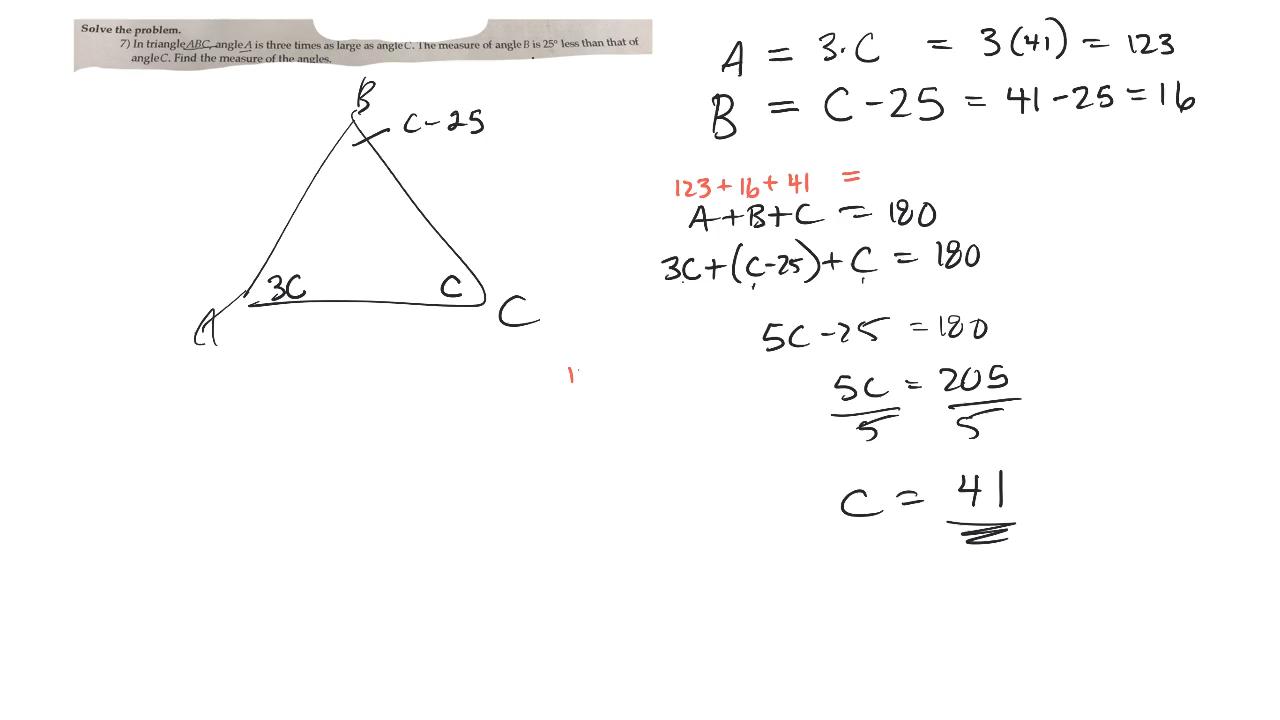 Solve the problem.
7) In triangle ABC, angle A is three times as large as angle C. The measure of angle B is 25° less than that of
angle C. Find the measure of the angles.
A = 3·C = 3(41) = 123
B = C - 25 = 41 - 25 = 16
B
C - 25
123 + 16 + 41 =
A + B + C = 180
3C + (C - 25) + C = 180
3C
C
A
C
5C - 25 = 180
5C = 205
5 5
C = 41
1